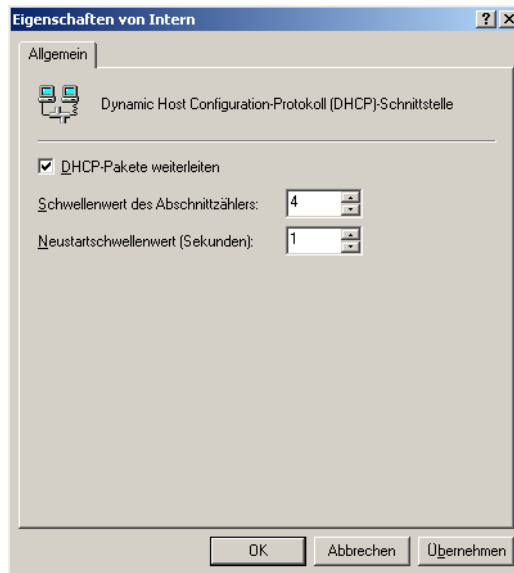 Eigenschaften von Intern
Allgemein
Dynamic Host Configuration-Protokoll (DHCP)-Schnittstelle
DHCP-Pakete weiterleiten
Schwellenwert des Abschnittzählers: 4
Neustartschwellenwert (Sekunden): 1
OK Abbrechen Übernehmen